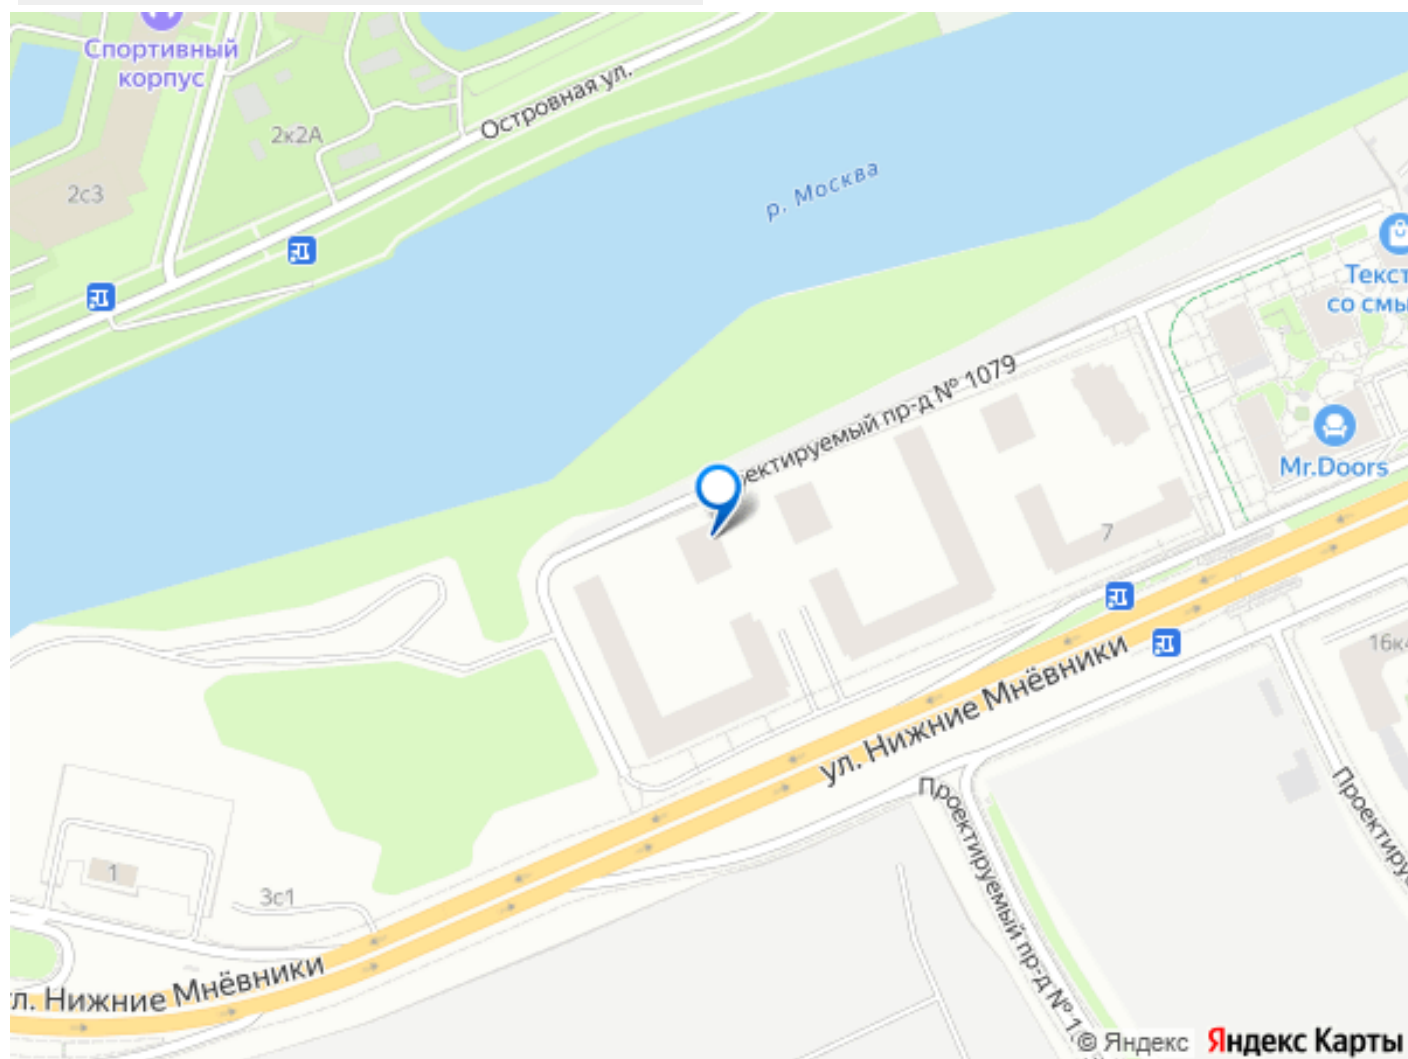 Спортивный
корпус
Островная ул.
2к2А
2с3
р. Москва
Текст
со смы
ектируемый пр-д № 1079
Mr.Doors
7
16к4
ул. Нижние Мнёвники
Проектируемый пр-д № 1
Проектиру
1
3с1
л. Нижние Мнёвники
© Яндекс Яндекс Карты